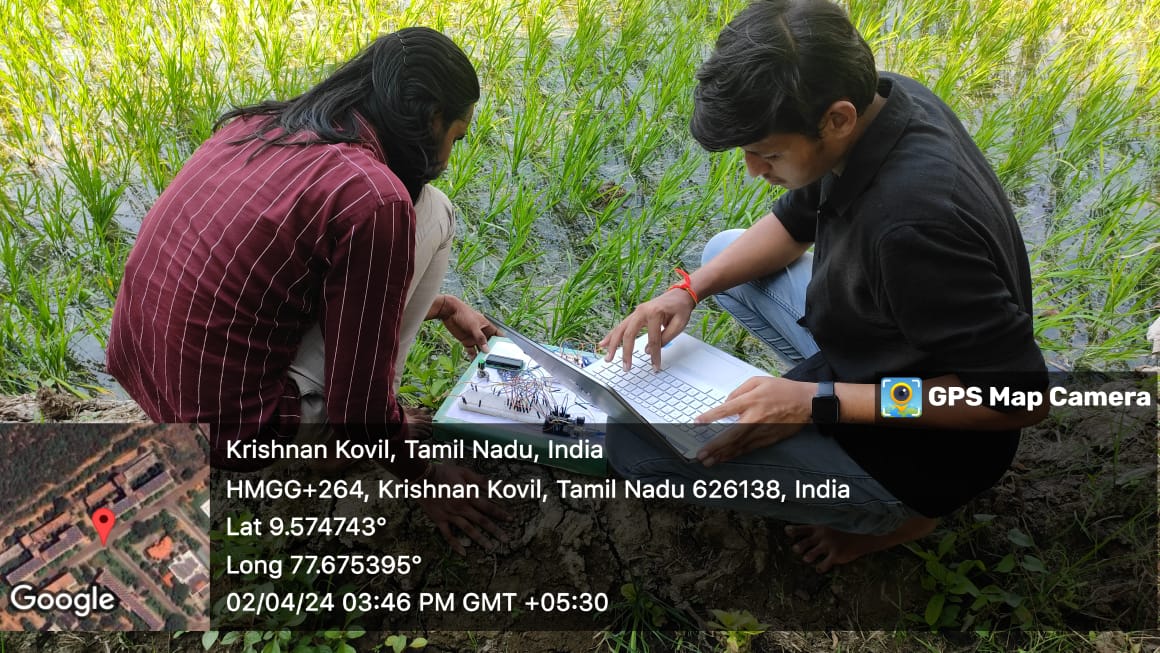 GPS Map Camera
Krishnan Kovil, Tamil Nadu, India
HMGG+264, Krishnan Kovil, Tamil Nadu 626138, India
Lat 9.574743°
Long 77.675395°
02/04/24 03:46 PM GMT +05:30
Google